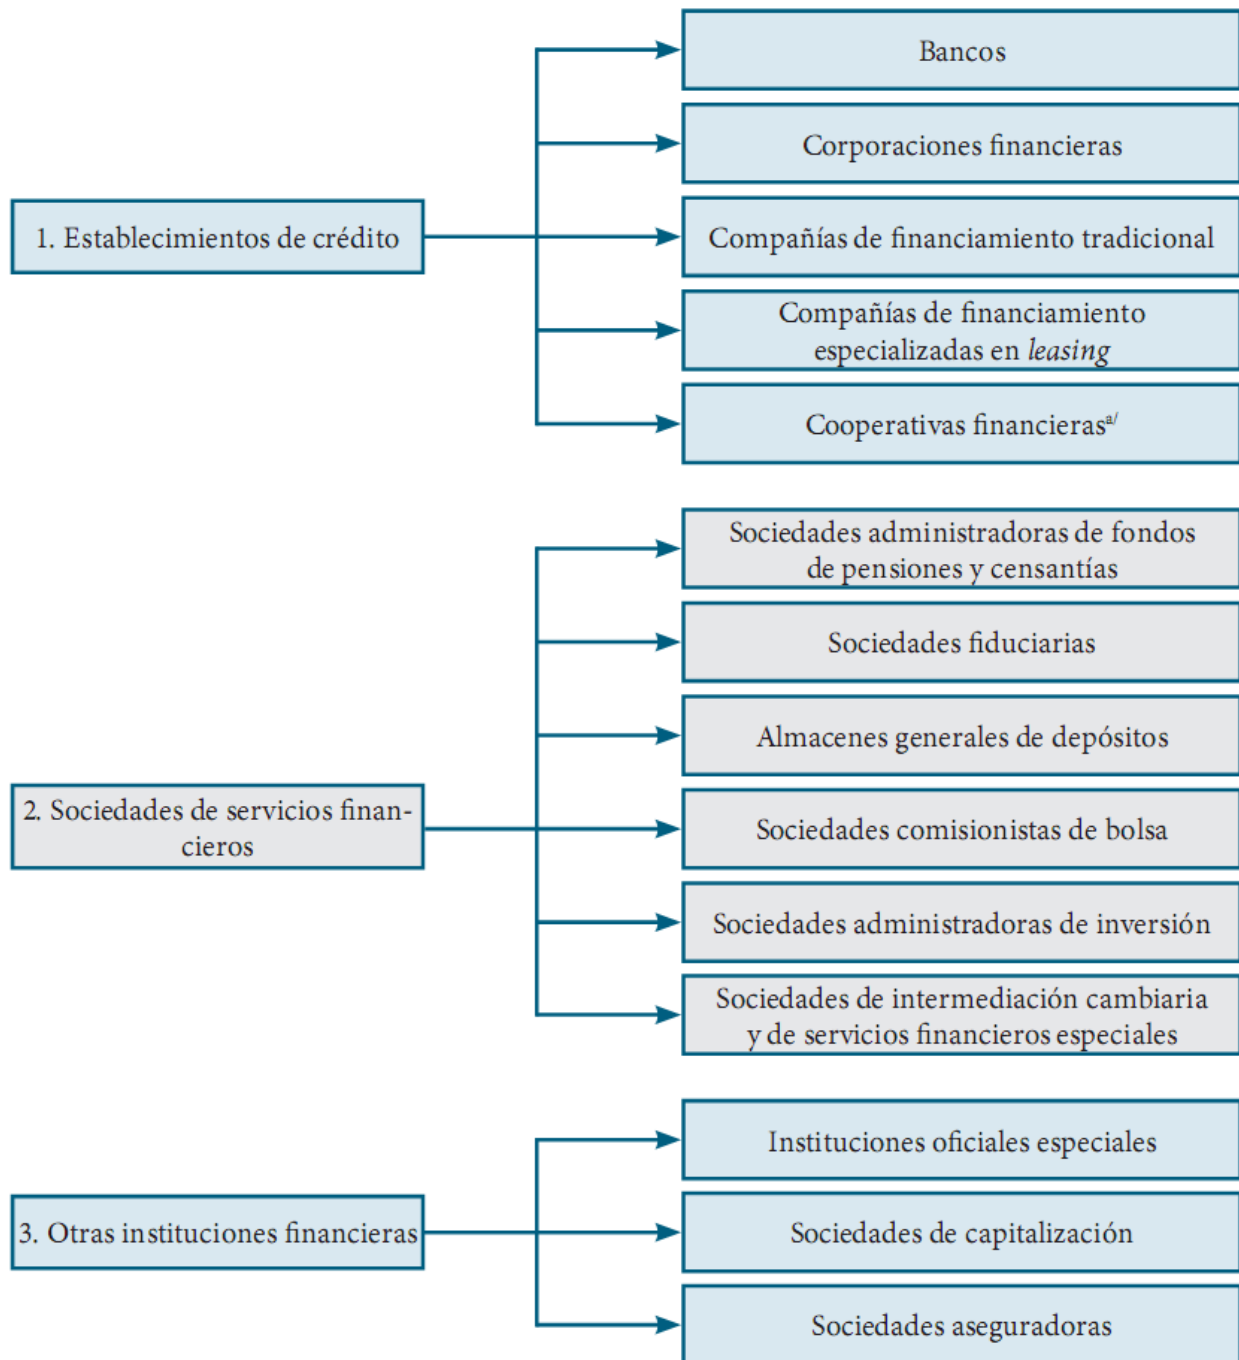 Bancos
Corporaciones financieras
1. Establecimientos de crédito
Compañías de financiamiento tradicional
Compañías de financiamiento
especializadas en leasing
Cooperativas financieras a/
Sociedades administradoras de fondos
de pensiones y censantías
Sociedades fiduciarias
Almacenes generales de depósitos
2. Sociedades de servicios finan-
cieros
Sociedades comisionistas de bolsa
Sociedades administradoras de inversión
Sociedades de intermediación cambiaria
y de servicios financieros especiales
Instituciones oficiales especiales
3. Otras instituciones financieras
Sociedades de capitalización
Sociedades aseguradoras